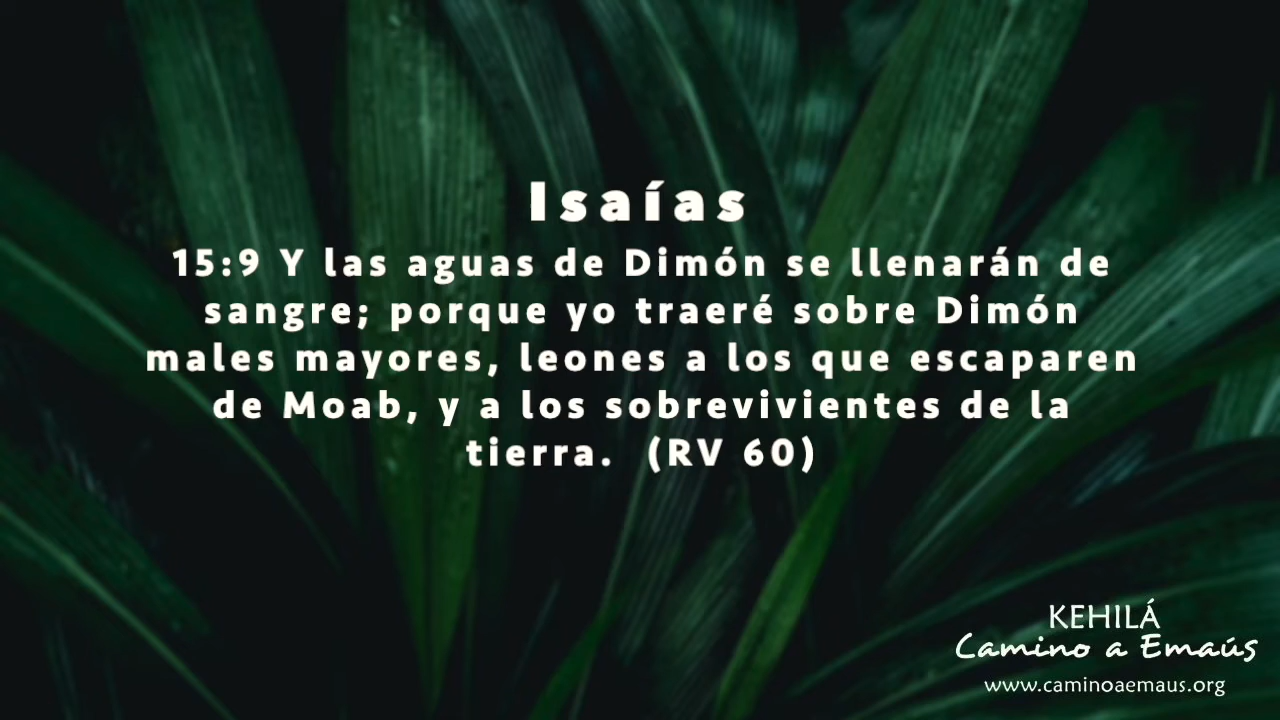 Isaías
15:9 Y las aguas de Dimón se llenarán de
sangre; porque yo traeré sobre Dimón
males mayores, leones a los que escaparen
de Moab, y a los sobrevivientes de la
tierra.  (RV 60)
KEHILÁ
Camino a Emaús
www.caminoaemaus.org